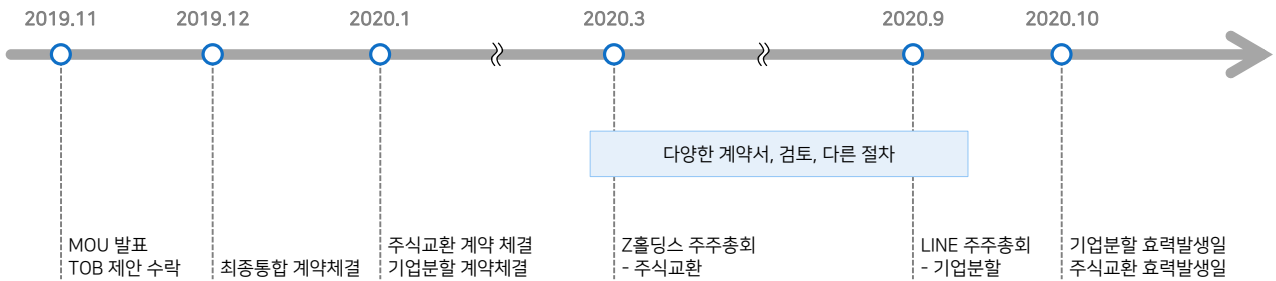 2019.11
2019.12
2020.1
2020.3
2020.9
2020.10
다양한 계약서, 검토, 다른 절차
MOU 발표
TOB 제안 수락
최종통합 계약체결
주식교환 계약 체결
기업분할 계약체결
Z홀딩스 주주총회
- 주식교환
LINE 주주총회
- 기업분할
기업분할 효력발생일
주식교환 효력발생일